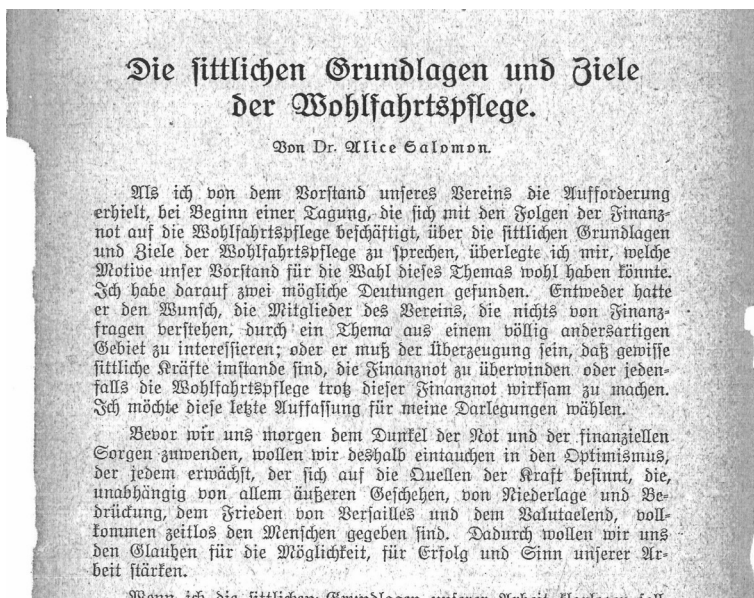 Die sittlichen Grundlagen und Ziele
der Wohlfahrtspflege.
Von Dr. Alice Salomon.
Als ich von dem Vorstand unseres Vereins die Aufforderung
erhielt, bei Beginn einer Tagung, die sich mit den Folgen der Finanz-
not auf die Wohlfahrtspflege beschäftigt, über die sittlichen Grundlagen
und Ziele der Wohlfahrtspflege zu sprechen, überlegte ich mir, welche
Motive unser Vorstand für die Wahl dieses Themas wohl haben könnte.
Ich habe darauf zwei mögliche Deutungen gefunden. Entweder hatte
er den Wunsch, die Mitglieder des Vereins, die nichts von Finanz-
fragen verstehen, durch ein Thema aus einem völlig andersartigen
Gebiet zu interessieren; oder er muß der Überzeugung sein, daß gewisse
sittliche Kräfte imstande sind, die Finanznot zu überwinden oder jeden-
falls die Wohlfahrtspflege trotz dieser Finanznot wirksam zu machen.
Ich möchte diese letzte Auffassung für meine Darlegungen wählen.
Bevor wir uns morgen dem Dunkel der Not und der finanziellen
Sorgen zuwenden, wollen wir deshalb eintauchen in den Optimismus,
der jedem erwächst, der sich auf die Quellen der Kraft besinnt, die,
unabhängig von allem äußeren Geschehen, von Niederlage und Be-
drückung, dem Frieden von Versailles und dem Valutaelend, voll-
kommen zeitlos den Menschen gegeben sind. Dadurch wollen wir uns
den Glauben für die Möglichkeit, für Erfolg und Sinn unserer Ar-
beit stärken.
Wenn ich die sittlichen Grundlagen unserer Arbeit klarlegen soll,